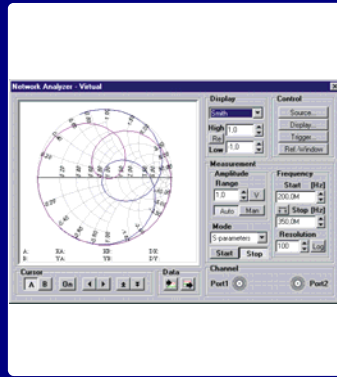 Network Analyzer - Virtual
Display
Smith
High 1,0
Re
Low -1,0
Control
Source...
Display...
Trigger...
Ref.-Window
Measurement
Amplitude
Range
1,0 V
Auto Man
Mode
S-parameters
Start Stop
Frequency
Start [Hz]
200,0M
Stop [Hz]
350,0M
Resolution
100 Log
A: XA: XB: DX:
B: YA: YB: DY:
Cursor
A B On
Data
Channel
Port1 Port2